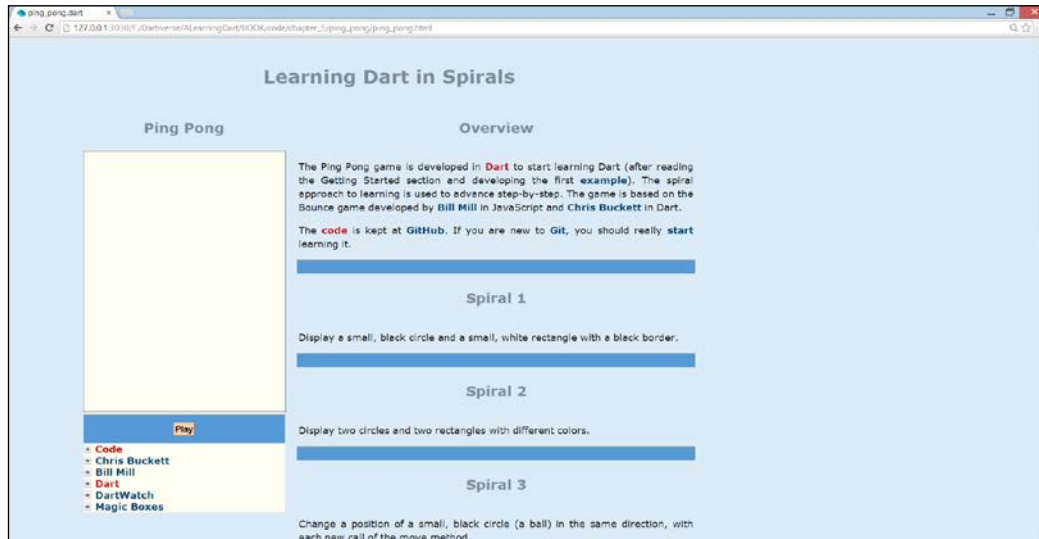 ping_pong.dart
127.0.0.1:3030/F:/Dartiverse/ALearningDart/BOOK/code/chapter_5/ping_pong/ping_pong.html
Learning Dart in Spirals
Ping Pong
Play
Code
Chris Buckett
Bill Mill
Dart
DartWatch
Magic Boxes
Overview
The Ping Pong game is developed in Dart to start learning Dart (after reading
the Getting Started section and developing the first example). The spiral
approach to learning is used to advance step-by-step. The game is based on the
Bounce game developed by Bill Mill in JavaScript and Chris Buckett in Dart.
The code is kept at GitHub. If you are new to Git, you should really start
learning it.
Spiral 1
Display a small, black circle and a small, white rectangle with a black border.
Spiral 2
Display two circles and two rectangles with different colors.
Spiral 3
Change a position of a small, black circle (a ball) in the same direction, with
each new call of the move method.